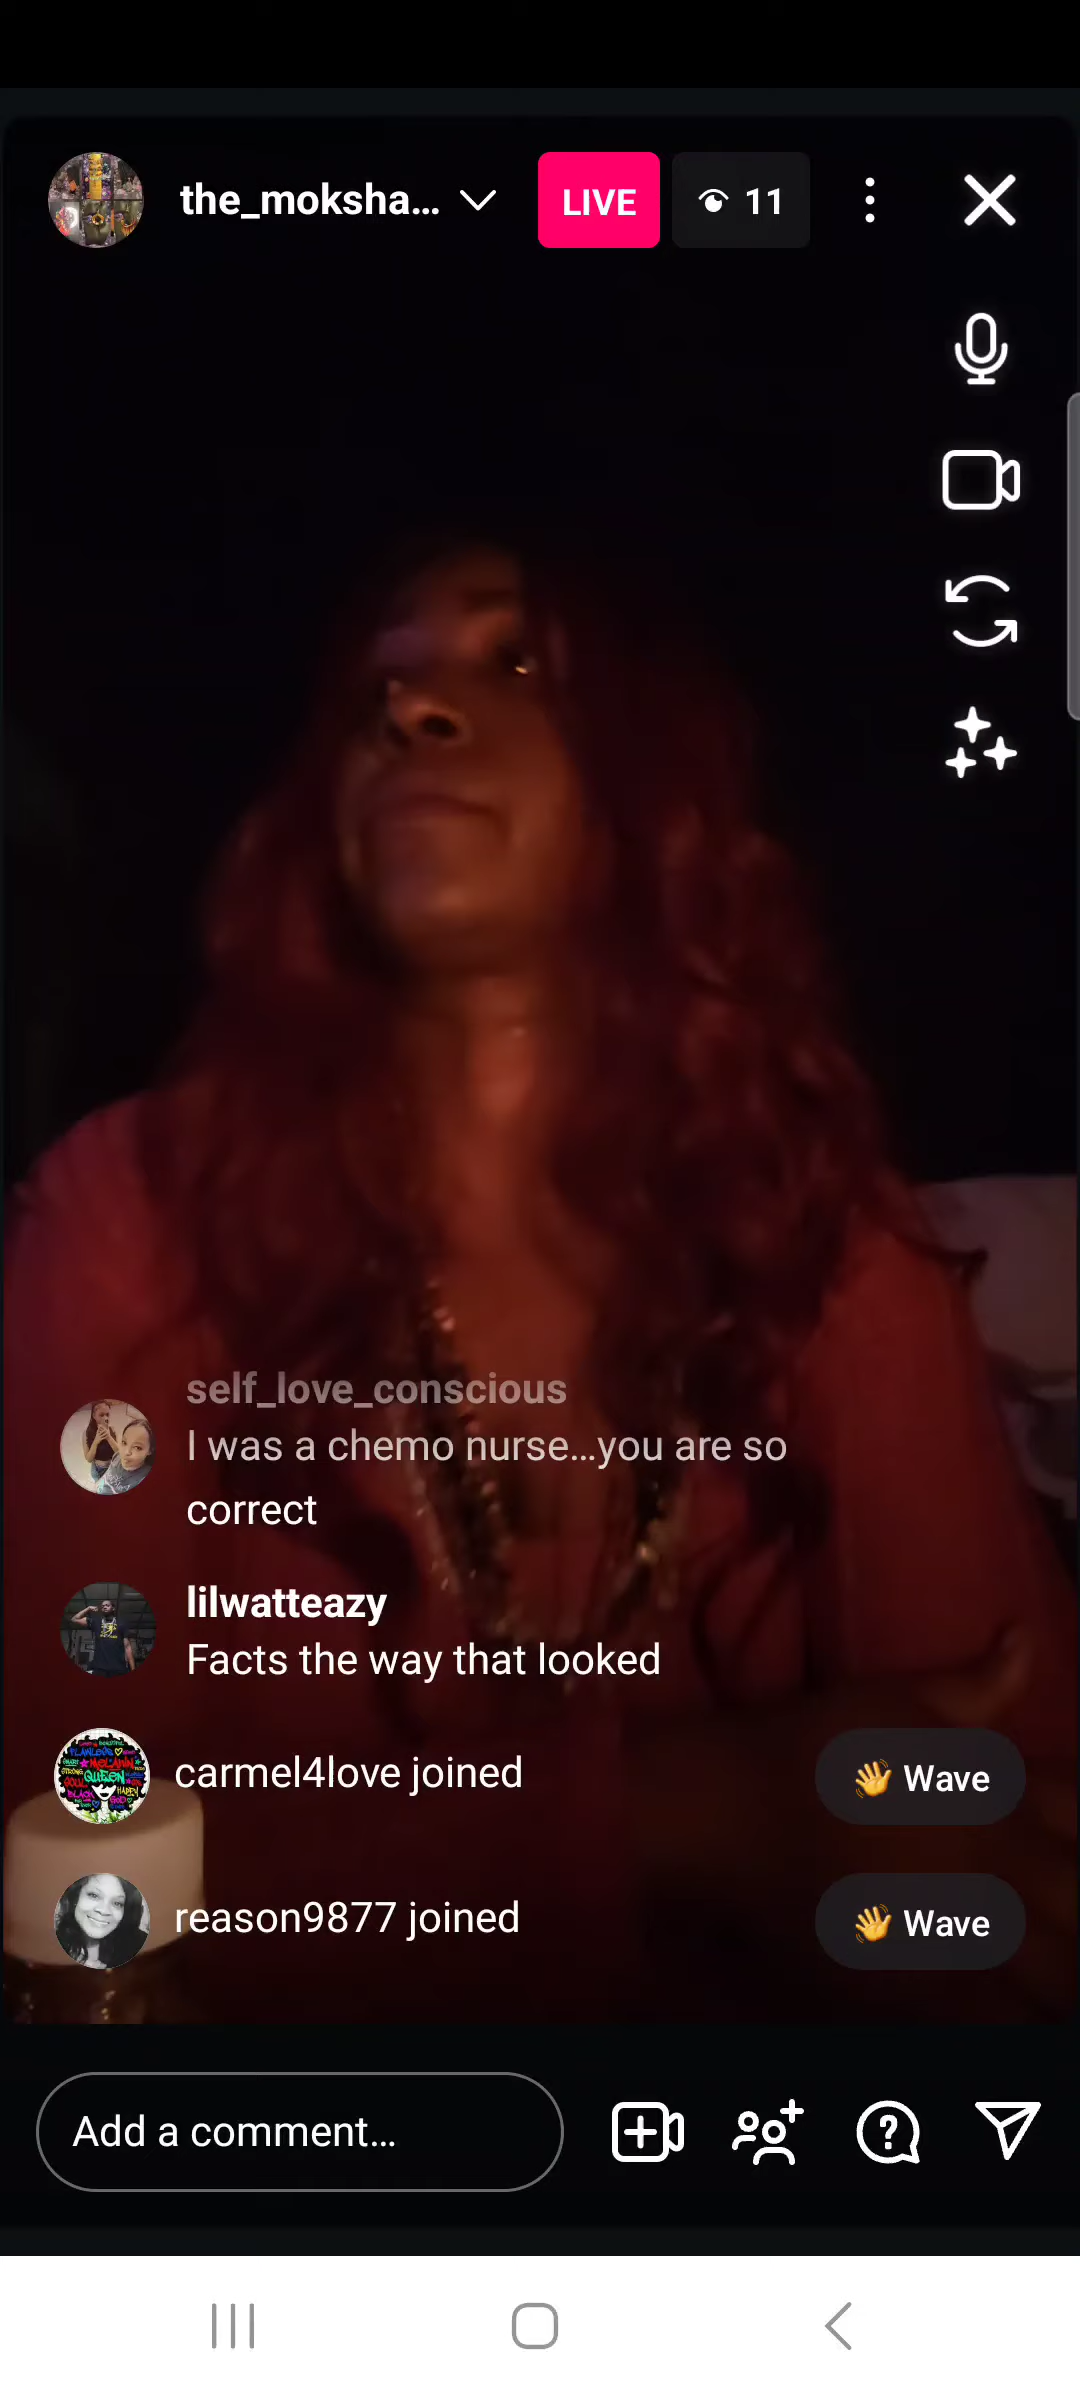 the_moksha...
LIVE
11
self_love_conscious
I was a chemo nurse...you are so
correct
lilwatteazy
Facts the way that looked
carmel4love joined
👋 Wave
reason9877 joined
👋 Wave
Add a comment...